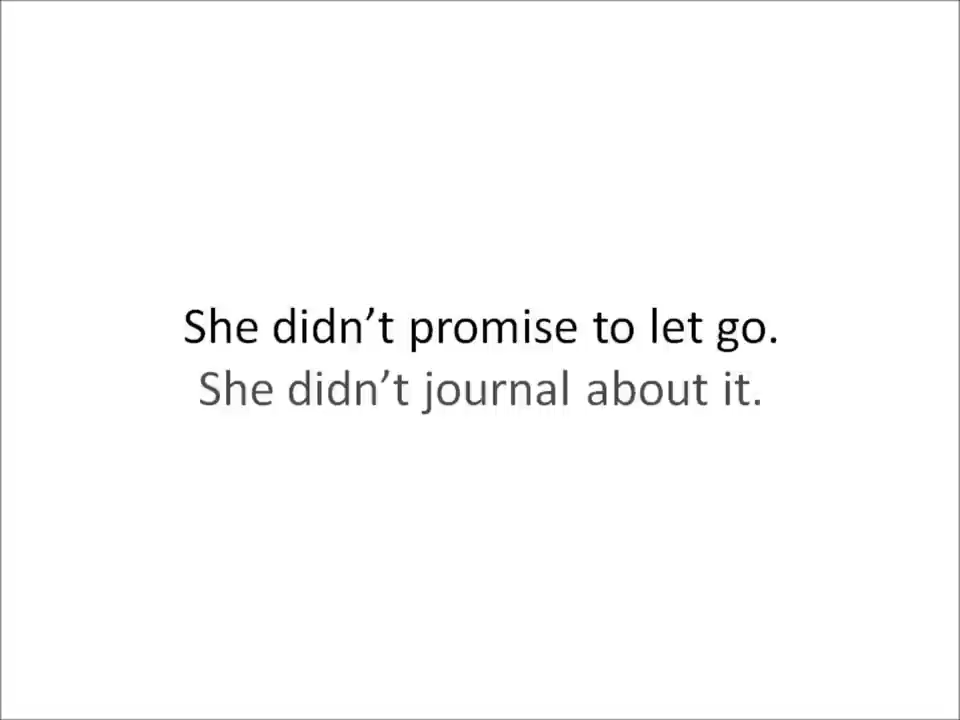 She didn’t promise to let go.
She didn’t journal about it.